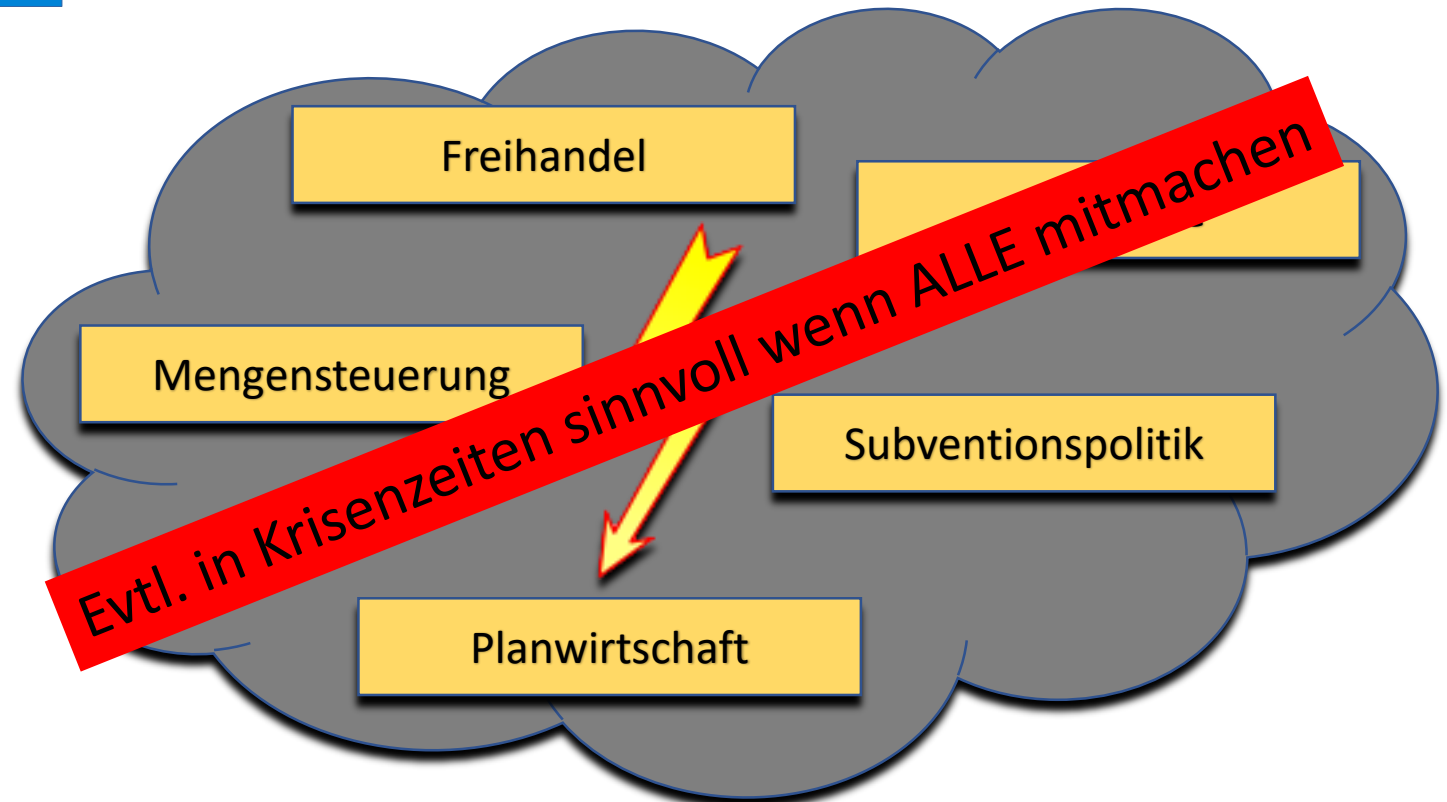 Freihandel
Evtl. in Krisenzeiten sinnvoll wenn ALLE mitmachen
Mengensteuerung
Subventionspolitik
Planwirtschaft